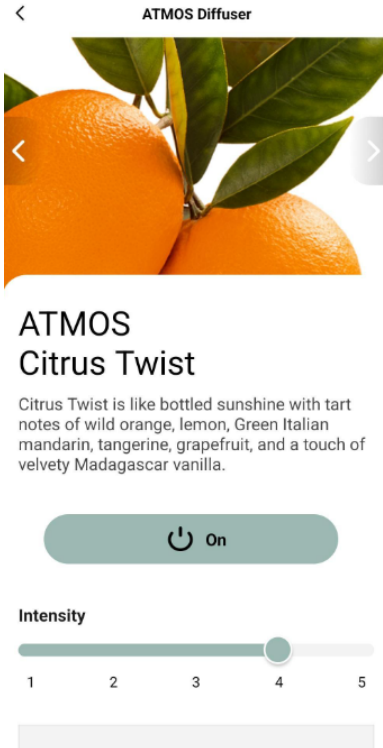 ATMOS Diffuser
ATMOS
Citrus Twist
Citrus Twist is like bottled sunshine with tart
notes of wild orange, lemon, Green Italian
mandarin, tangerine, grapefruit, and a touch of
velvety Madagascar vanilla.
On
Intensity
1 2 3 4 5